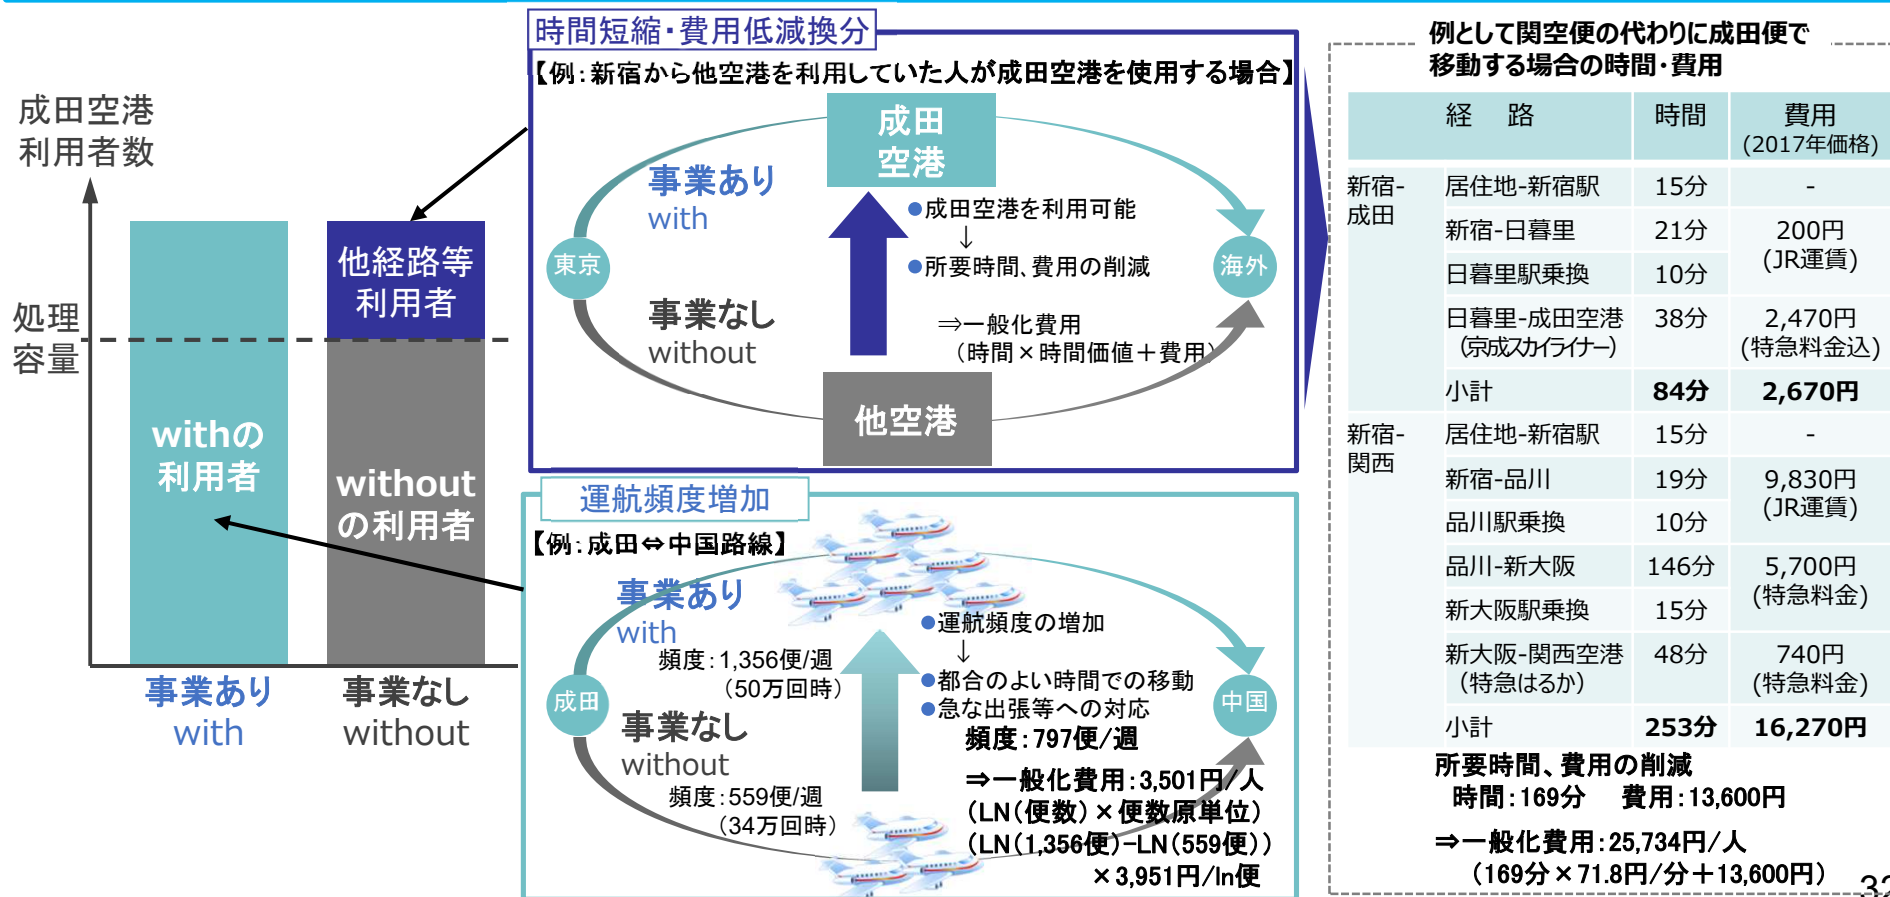 成田空港
利用者数
処理
容量
withの
利用者
他経路等
利用者
without
の利用者
事業あり
with
事業なし
without
時間短縮・費用低減換分
【例：新宿から他空港を利用していた人が成田空港を使用する場合】
成田
空港
事業あり
with
●成田空港を利用可能
↓
●所要時間、費用の削減
東京
海外
事業なし
without
⇒一般化費用
（時間×時間価値＋費用）
他空港
運航頻度増加
【例：成田⇔中国路線】
事業あり
with
頻度：1,356便/週
（50万回時）
●運航頻度の増加
↓
●都合のよい時間での移動
●急な出張等への対応
頻度：797便/週
成田
中国
事業なし
without
頻度：559便/週
（34万回時）
⇒一般化費用：3,501円/人
（LN（便数）×便数原単位）
（LN（1,356便）−LN（559便））
×3,951円/ln便
例として関空便の代わりに成田便で
移動する場合の時間・費用
経 路 時間 費用
(2017年価格)
新宿-
成田
居住地-新宿駅 15分 -
新宿-日暮里 21分 200円
(JR運賃)
日暮里駅乗換 10分
日暮里-成田空港 38分 2,470円
（京成スカイライナー） (特急料金込)
小計 84分 2,670円
新宿-
関西
居住地-新宿駅 15分 -
新宿-品川 19分 9,830円
(JR運賃)
品川駅乗換 10分
品川-新大阪 146分 5,700円
(特急料金)
新大阪駅乗換 15分
新大阪-関西空港 48分 740円
（特急はるか） (特急料金)
小計 253分 16,270円
所要時間、費用の削減
時間：169分 費用：13,600円
⇒一般化費用：25,734円/人
（169分×71.8円/分＋13,600円）
32